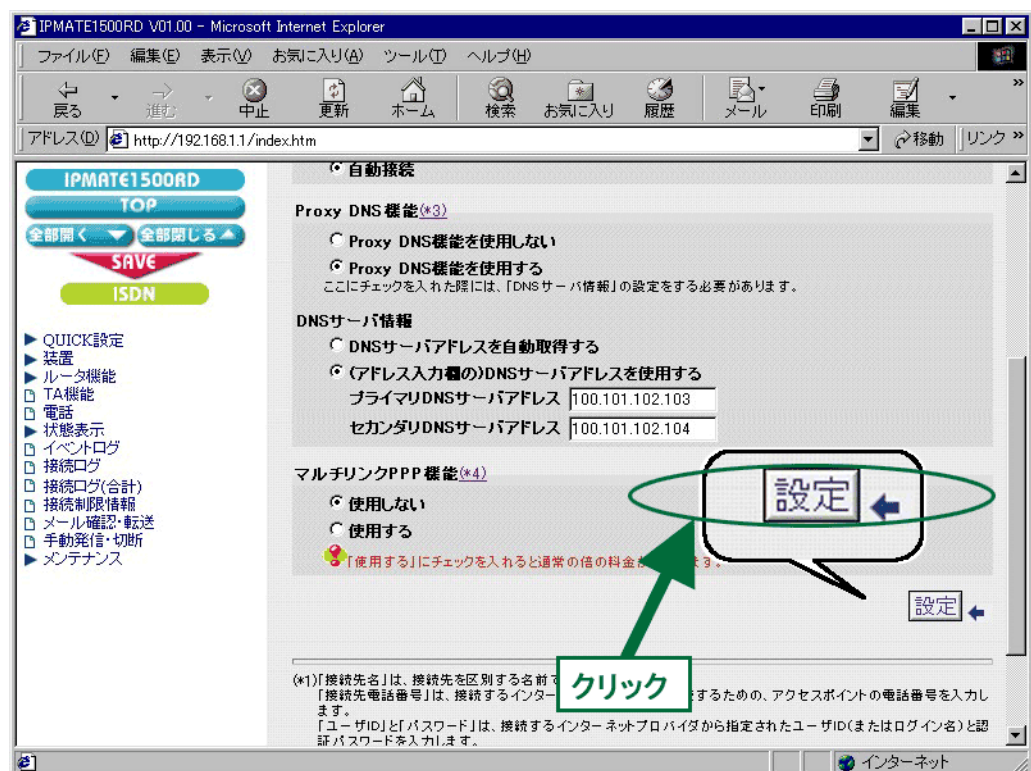 IPMATE1500RD V01.00 - Microsoft Internet Explorer
ファイル(F) 編集(E) 表示(V) お気に入り(A) ツール(T) ヘルプ(H)
戻る 進む 中止 更新 ホーム 検索 お気に入り 履歴 メール 印刷 編集 »
アドレス(D) http://192.168.1.1/index.htm 移動 リンク »
IPMATE1500RD
TOP
全部開く 全部閉じる
SAVE
ISDN
QUICK設定
装置
ルータ機能
TA機能
電話
状態表示
イベントログ
接続ログ
接続ログ(合計)
接続制限情報
メール確認・転送
手動発信・切断
メンテナンス
自動接続
Proxy DNS機能(*3)
Proxy DNS機能を使用しない
Proxy DNS機能を使用する
ここにチェックを入れた際には、「DNSサーバ情報」の設定をする必要があります。
DNSサーバ情報
DNSサーバアドレスを自動取得する
(アドレス入力欄の)DNSサーバアドレスを使用する
プライマリDNSサーバアドレス 100.101.102.103
セカンダリDNSサーバアドレス 100.101.102.104
マルチリンクPPP機能(*4)
使用しない
使用する
「使用する」にチェックを入れると通常の倍の料金 ます。
設定
設定
クリック
(*1)「接続先名」は、接続先を区別する名前で
「接続先電話番号」は、接続するインター するための、アクセスポイントの電話番号を入力し
ます。
「ユーザID」と「パスワード」は、接続するインターネットプロバイダから指定されたユーザID(またはログイン名)と認
証パスワードを入力します。
インターネット